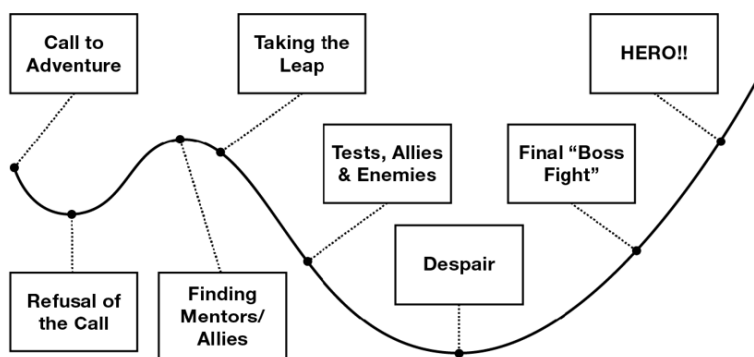 Call to
Adventure
Taking the
Leap
HERO!!
Tests, Allies
& Enemies
Final “Boss
Fight”
Despair
Refusal of
the Call
Finding
Mentors/
Allies